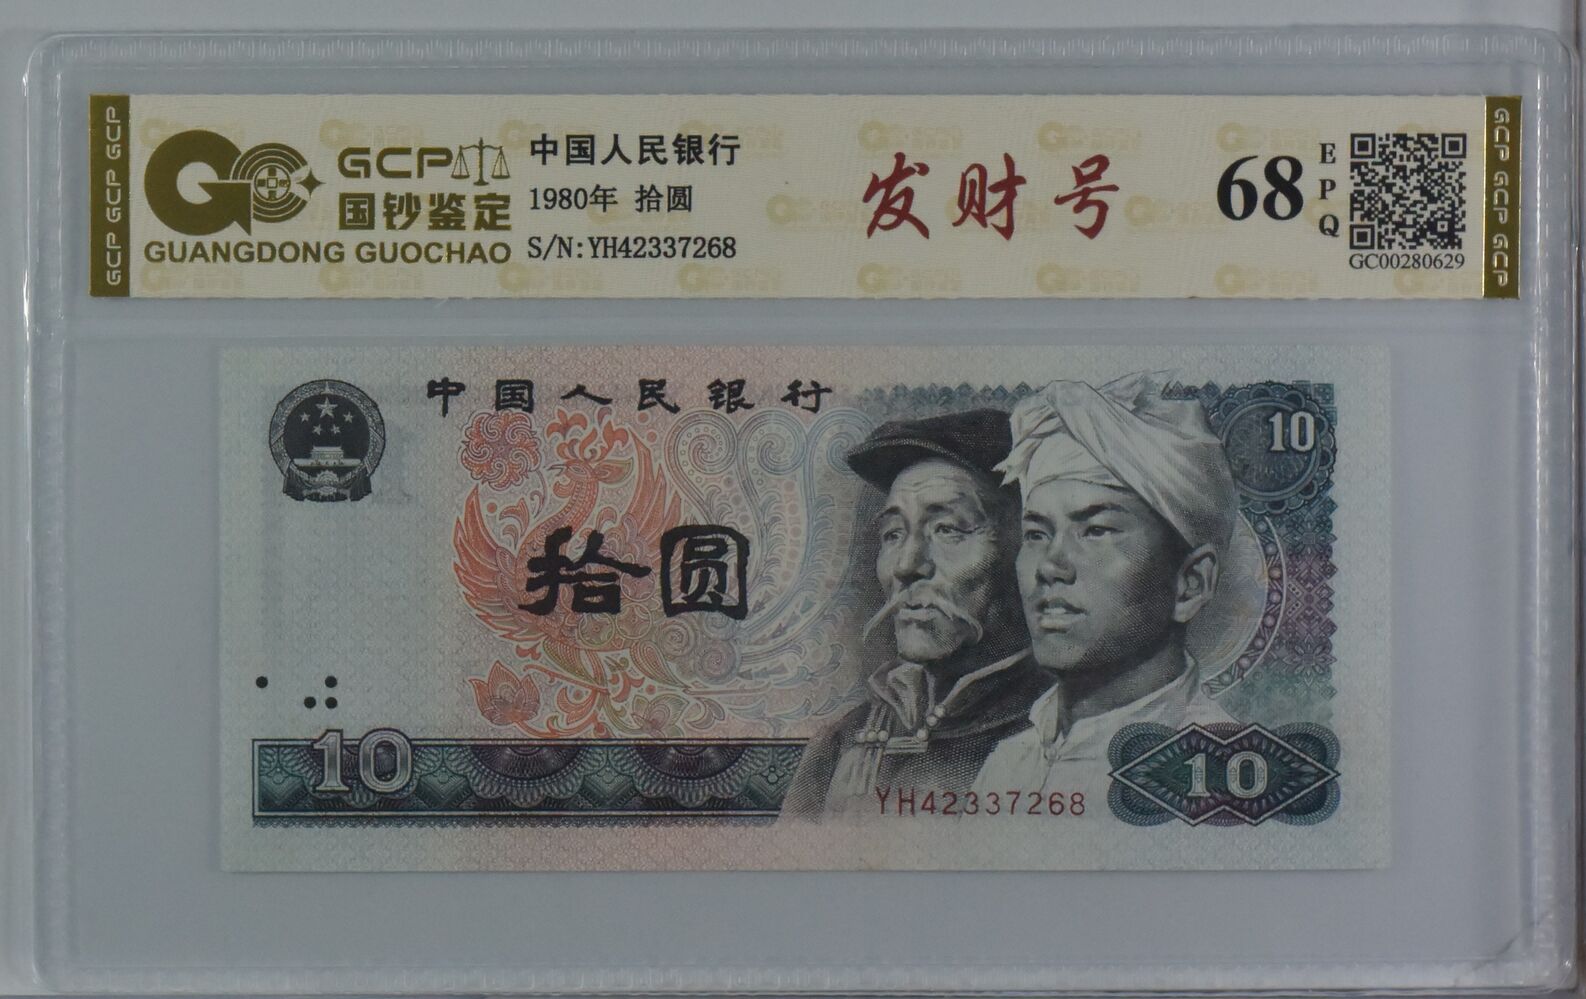 GCP GCP GCP
GCP
国钞鉴定
GUANGDONG GUOCHAO
中国人民银行
1980年 拾圆
S/N:YH42337268
发财号
68
EPQ
GC00280629
GCP GCP GCP
中国人民银行
10
拾圆
10
YH42337268
10